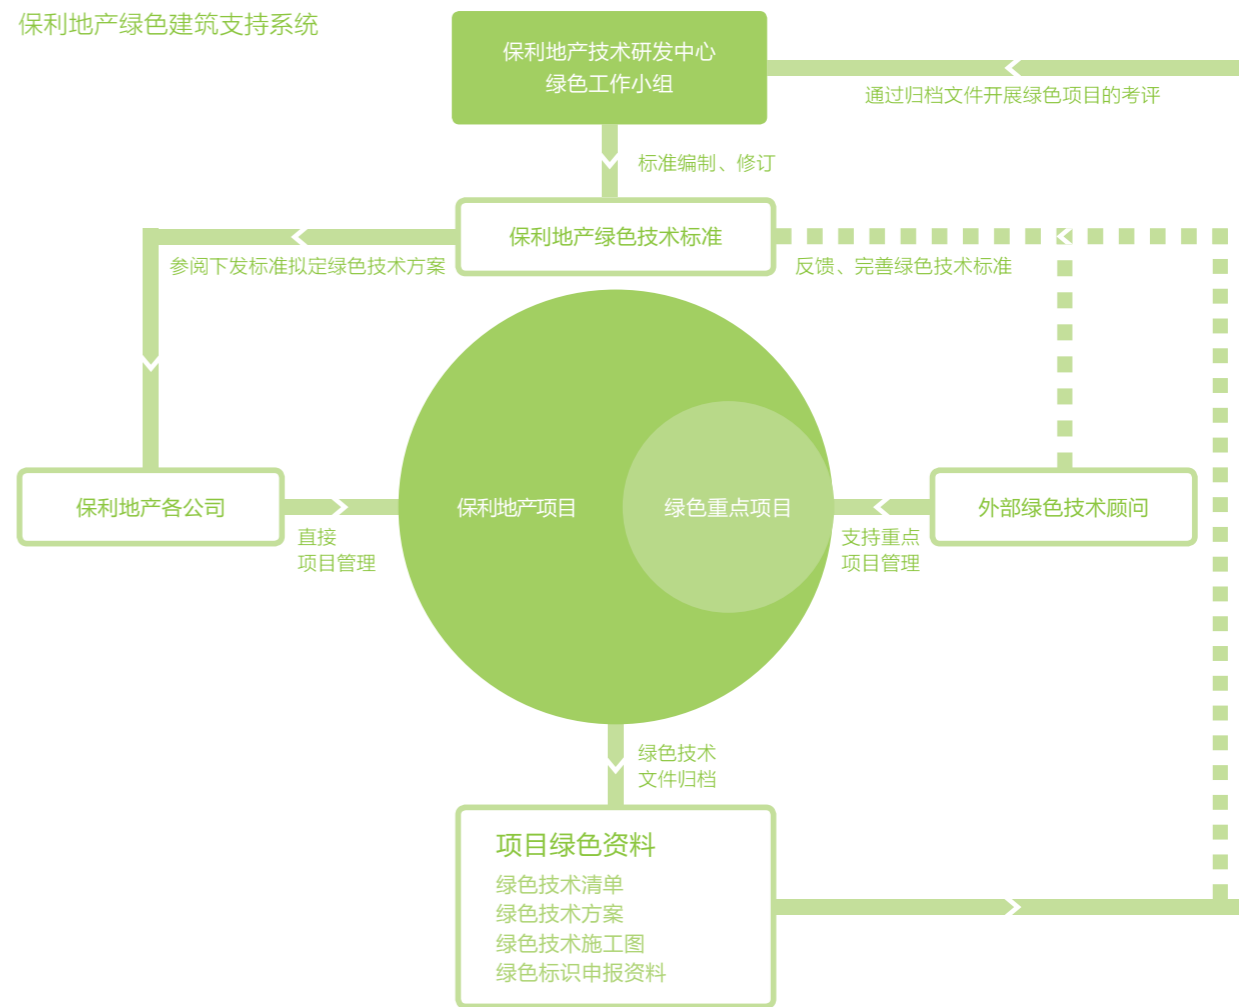 保利地产绿色建筑支持系统
保利地产技术研发中心
绿色工作小组
通过归档文件开展绿色项目的考评
标准编制、修订
保利地产绿色技术标准
参阅下发标准拟定绿色技术方案
反馈、完善绿色技术标准
保利地产各公司
直接
项目管理
保利地产项目
绿色重点项目
支持重点
项目管理
外部绿色技术顾问
绿色技术
文件归档
项目绿色资料
绿色技术清单
绿色技术方案
绿色技术施工图
绿色标识申报资料